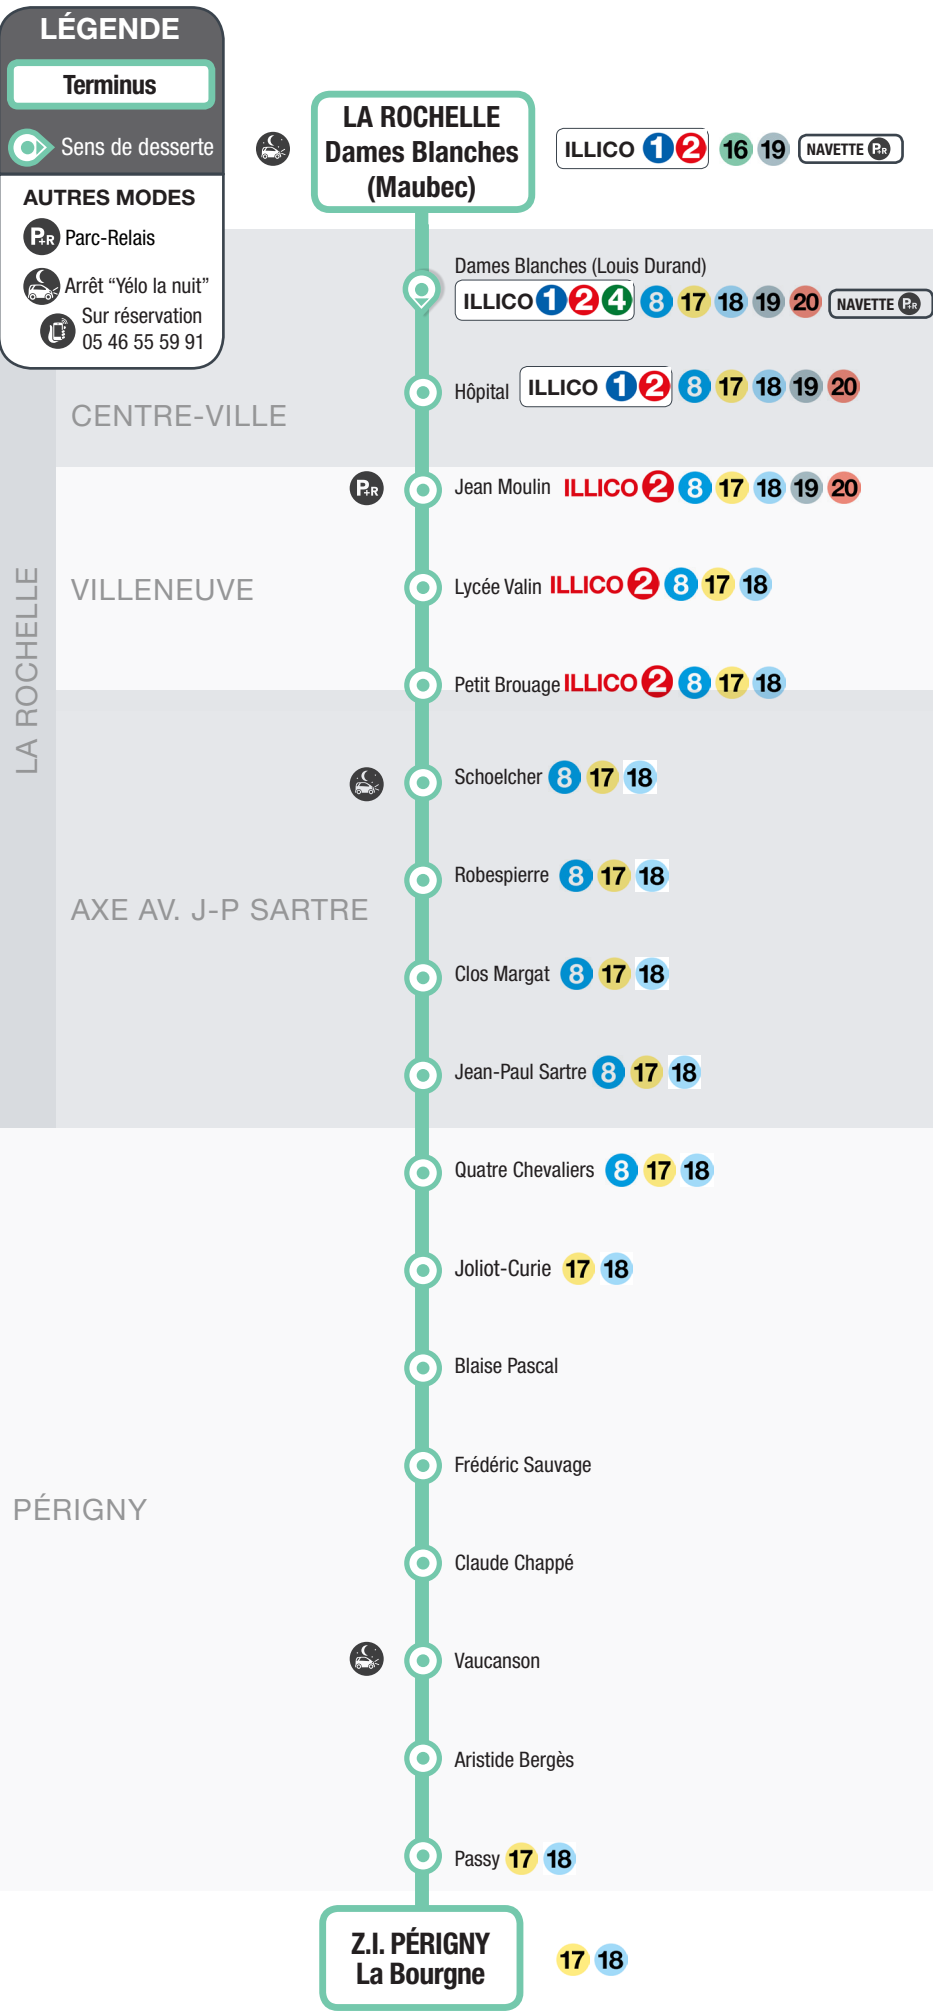 LÉGENDE
Terminus
Sens de desserte
AUTRES MODES
P+R Parc-Relais
Arrêt “Yélo la nuit”
Sur réservation
05 46 55 59 91
LA ROCHELLE
Dames Blanches
(Maubec)
ILLICO 1 2 16 19 NAVETTE P+R
LA ROCHELLE
CENTRE-VILLE
Dames Blanches (Louis Durand)
ILLICO 1 2 4 8 17 18 19 20 NAVETTE P+R
Hôpital ILLICO 1 2 8 17 18 19 20
VILLENEUVE
P+R Jean Moulin ILLICO 2 8 17 18 19 20
Lycée Valin ILLICO 2 8 17 18
Petit Brouage ILLICO 2 8 17 18
AXE AV. J-P SARTRE
Schoelcher 8 17 18
Robespierre 8 17 18
Clos Margat 8 17 18
Jean-Paul Sartre 8 17 18
PÉRIGNY
Quatre Chevaliers 8 17 18
Joliot-Curie 17 18
Blaise Pascal
Frédéric Sauvage
Claude Chappé
Vaucanson
Aristide Bergès
Passy 17 18
Z.I. PÉRIGNY
La Bourgne
17 18